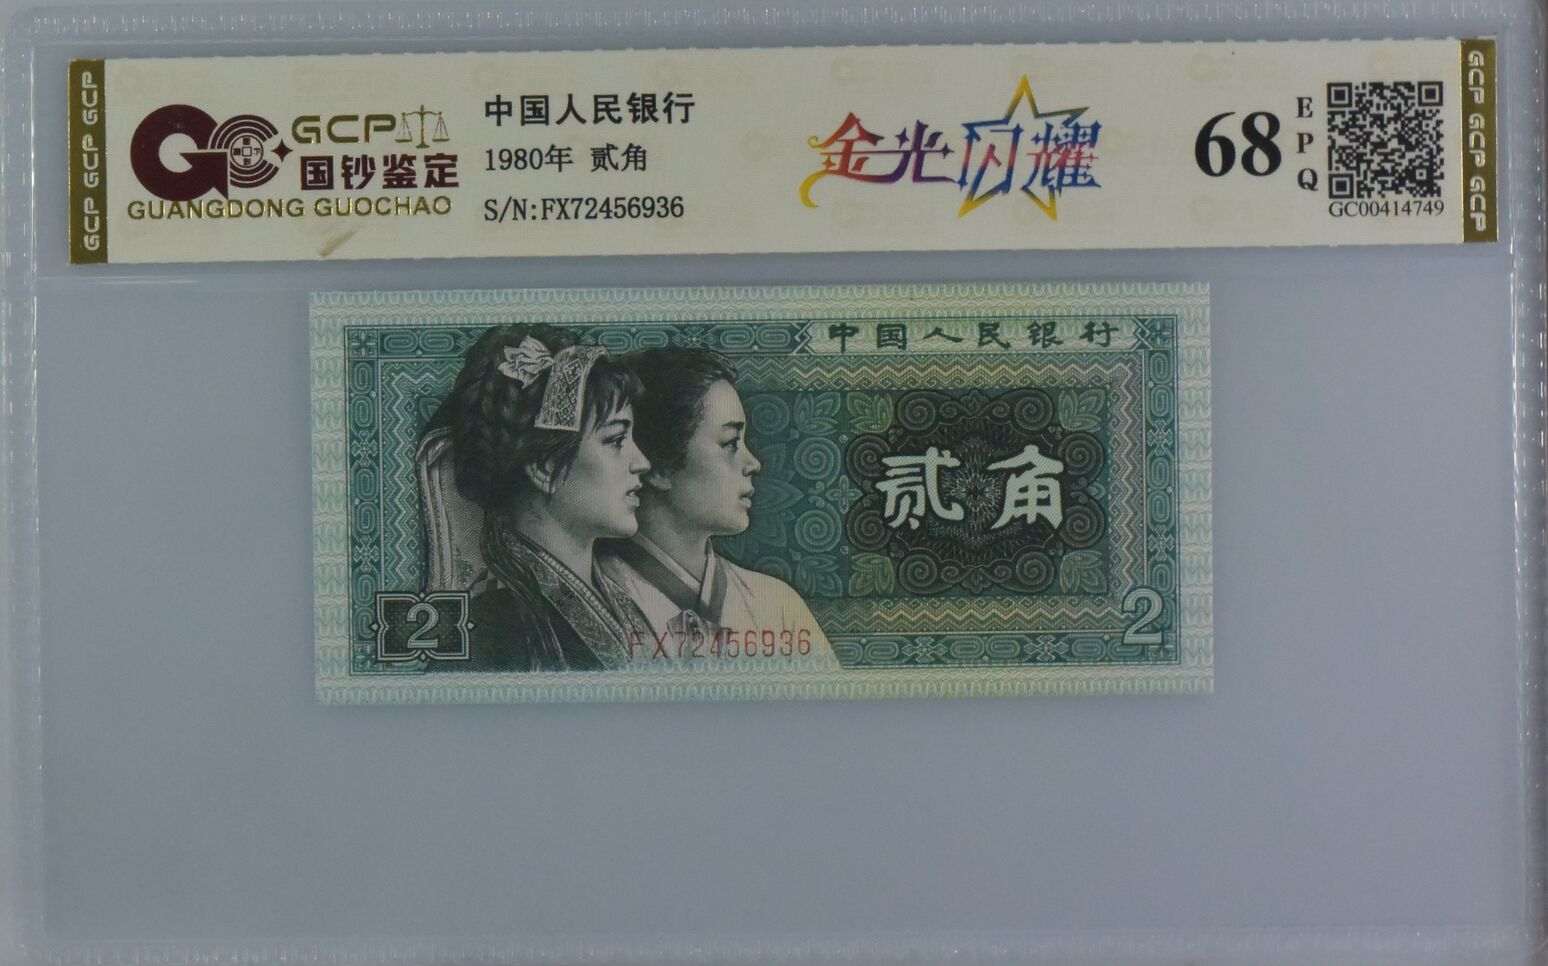 GCP GCP GCP
GCP
国钞鉴定
GUANGDONG GUOCHAO
中国人民银行
1980年 贰角
S/N:FX72456936
金光闪耀
68
EPQ
GC00414749
GCP GCP GCP
中国人民银行
贰角
2
2
FX72456936